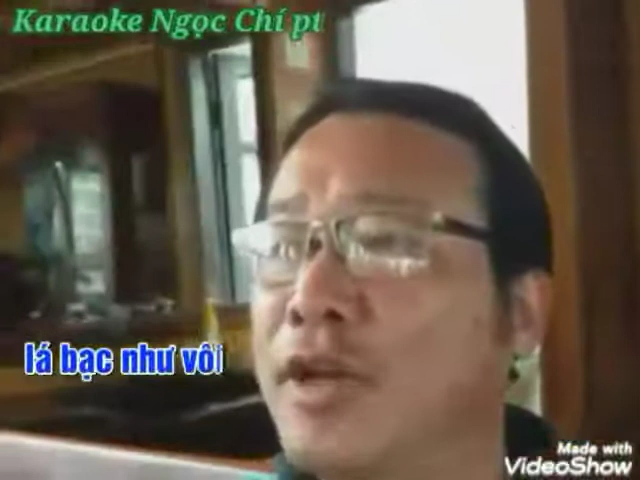 Karaoke Ngọc Chí pt
lá bạc như vôi
Made with
VideoShow